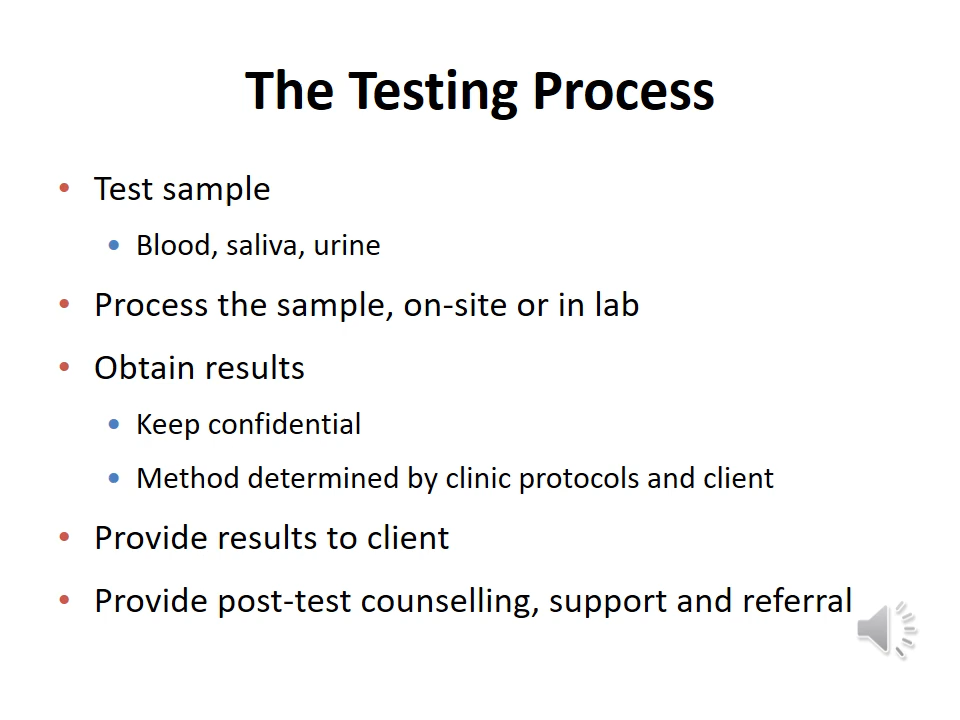 The Testing Process
• Test sample
• Blood, saliva, urine
• Process the sample, on-site or in lab
• Obtain results
• Keep confidential
• Method determined by clinic protocols and client
• Provide results to client
• Provide post-test counselling, support and referral